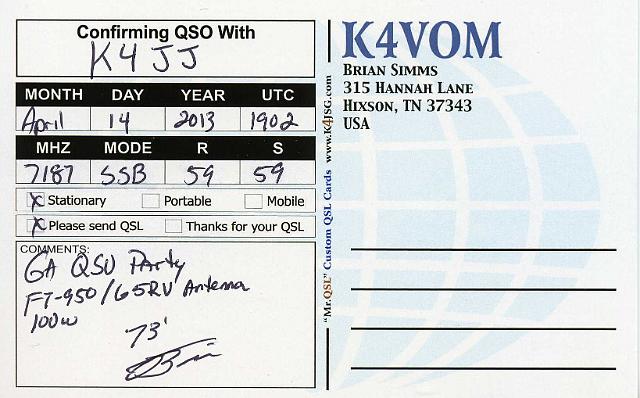 Confirming QSO With
K4JJ
MONTH DAY YEAR UTC
April 14 2013 1902
MHZ MODE R S
7187 SSB 59 59
x Stationary Portable Mobile
x Please send QSL Thanks for your QSL
COMMENTS:
GA QSO Party
FT-950/G5RV Antenna
100w
'73'
"Mr.QSL" Custom QSL Cards www.K4JSG.com
K4VOM
BRIAN SIMMS
315 HANNAH LANE
HIXSON, TN 37343
USA